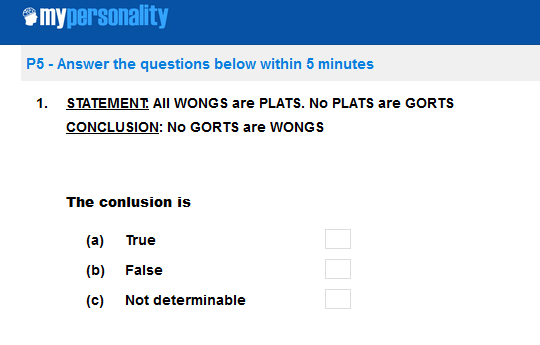 mypersonality
P5 - Answer the questions below within 5 minutes
1. STATEMENT: All WONGS are PLATS. No PLATS are GORTS
CONCLUSION: No GORTS are WONGS
The conlusion is
(a) True
(b) False
(c) Not determinable